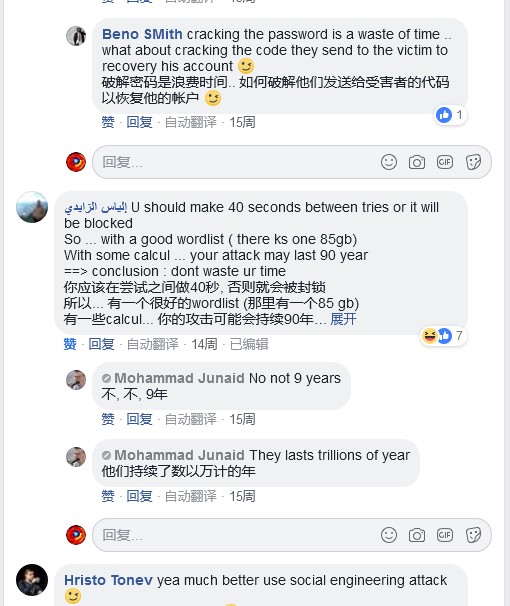 Beno SMith cracking the password is a waste of time ..
what about cracking the code they send to the victim to
recovery his account 😉
破解密码是浪费时间.. 如何破解他们发送给受害者的代码
以恢复他的帐户 😉
1
赞 · 回复 · 自动翻译 · 15周
回复...
إلياس الزايدي U should make 40 seconds between tries or it will
be blocked
So ... with a good wordlist ( there ks one 85gb)
With some calcul ... your attack may last 90 year
==> conclusion : dont waste ur time
你应该在尝试之间做40秒, 否则就会被封锁
所以... 有一个很好的wordlist (那里有一个85 gb)
有一些calcul... 你的攻击可能会持续90年... 展开
7
赞 · 回复 · 自动翻译 · 14周 · 已编辑
Mohammad Junaid No not 9 years
不, 不, 9年
赞 · 回复 · 自动翻译 · 15周
Mohammad Junaid They lasts trillions of year
他们持续了数以万计的年
赞 · 回复 · 自动翻译 · 15周
回复...
Hristo Tonev yea much better use social engineering attack
😉